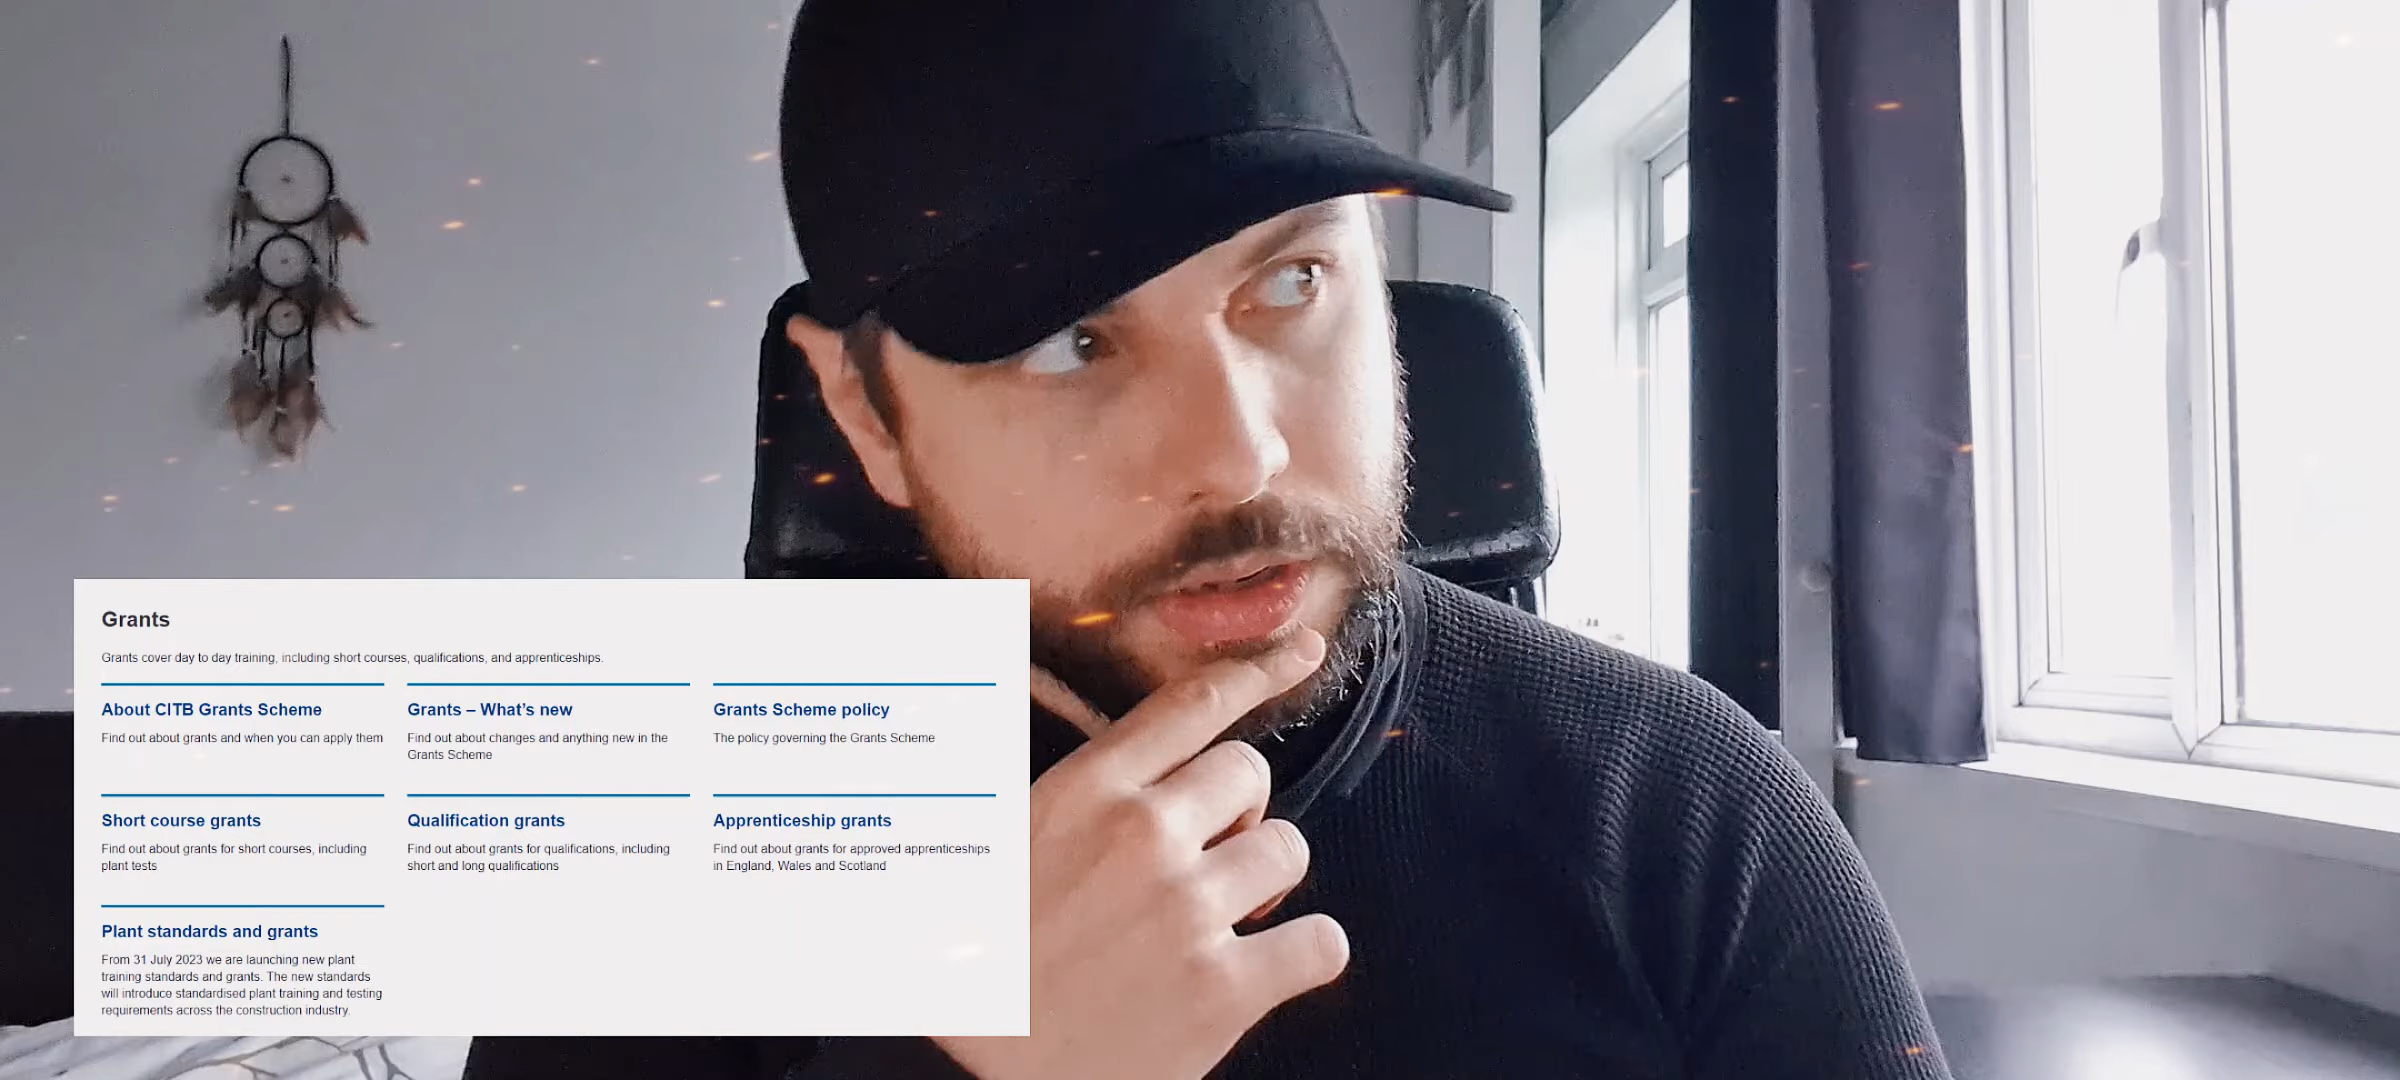 Grants
Grants cover day to day training, including short courses, qualifications, and apprenticeships.
About CITB Grants Scheme
Find out about grants and when you can apply them
Grants – What's new
Find out about changes and anything new in the
Grants Scheme
Grants Scheme policy
The policy governing the Grants Scheme
Short course grants
Find out about grants for short courses, including
plant tests
Qualification grants
Find out about grants for qualifications, including
short and long qualifications
Apprenticeship grants
Find out about grants for approved apprenticeships
in England, Wales and Scotland
Plant standards and grants
From 31 July 2023 we are launching new plant
training standards and grants. The new standards
will introduce standardised plant training and testing
requirements across the construction industry.